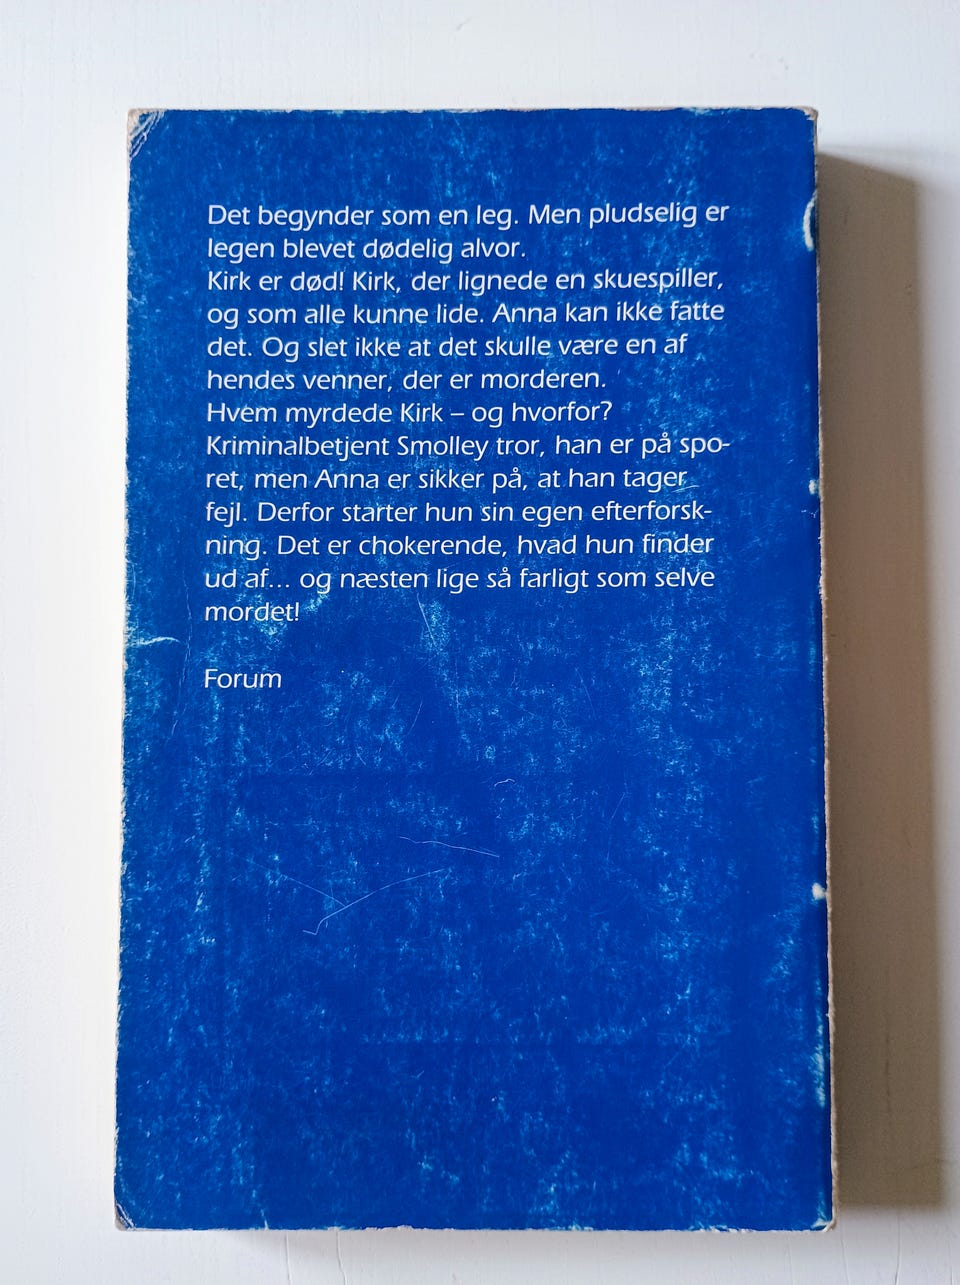 Det begynder som en leg. Men pludselig er
legen blevet dødelig alvor.
Kirk er død! Kirk, der lignede en skuespiller,
og som alle kunne lide. Anna kan ikke fatte
det. Og slet ikke at det skulle være en af
hendes venner, der er morderen.
Hvem myrdede Kirk – og hvorfor?
Kriminalbetjent Smolley tror, han er på spo-
ret, men Anna er sikker på, at han tager
fejl. Derfor starter hun sin egen efterforsk-
ning. Det er chokerende, hvad hun finder
ud af... og næsten lige så farligt som selve
mordet!
Forum